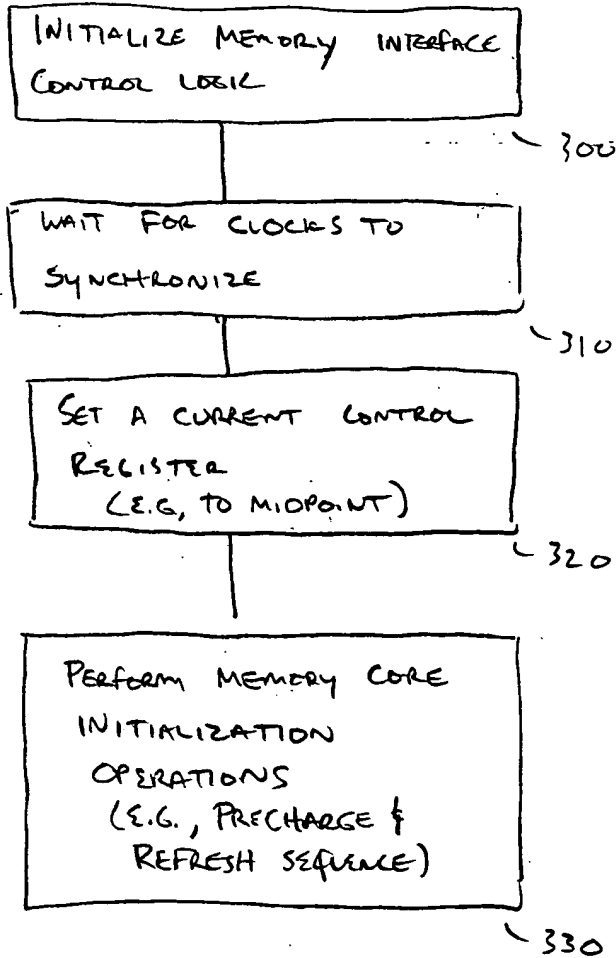 INITIALIZE MEMORY INTERFACE
CONTROL LOGIC
300
WAIT FOR CLOCKS TO
SYNCHRONIZE
310
SET A CURRENT CONTROL
REGISTER
(E.G, TO MIDPOINT)
320
PERFORM MEMORY CORE
INITIALIZATION
OPERATIONS
(E.G., PRECHARGE &
REFRESH SEQUENCE)
330